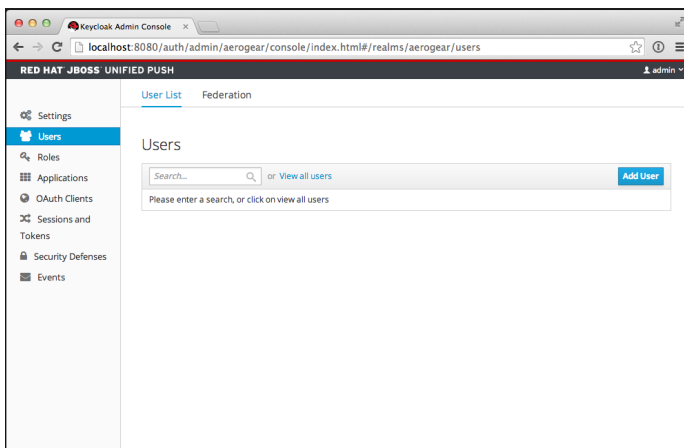 Keycloak Admin Console
localhost:8080/auth/admin/aerogear/console/index.html#/realms/aerogear/users
RED HAT JBOSS UNIFIED PUSH
admin
User List
Federation
Settings
Users
Roles
Applications
OAuth Clients
Sessions and
Tokens
Security Defenses
Events
Users
Search...
or View all users
Add User
Please enter a search, or click on view all users